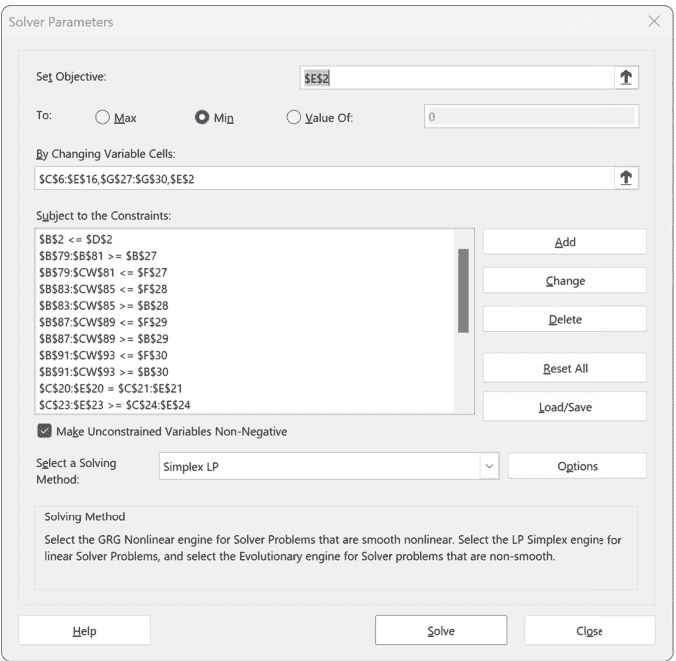 Solver Parameters
Set Objective:
$E$2
To:
Max
Min
Value Of:
0
By Changing Variable Cells:
$C$6:$E$16,$G$27:$G$30,$E$2
Subject to the Constraints:
$B$2 <= $D$2
$B$79:$B$81 >= $B$27
$B$79:$CW$81 <= $F$27
$B$83:$CW$85 <= $F$28
$B$83:$CW$85 >= $B$28
$B$87:$CW$89 <= $F$29
$B$87:$CW$89 >= $B$29
$B$91:$CW$93 <= $F$30
$B$91:$CW$93 >= $B$30
$C$20:$E$20 = $C$21:$E$21
$C$23:$E$23 >= $C$24:$E$24
Add
Change
Delete
Reset All
Load/Save
Make Unconstrained Variables Non-Negative
Select a Solving
Method:
Simplex LP
Options
Solving Method
Select the GRG Nonlinear engine for Solver Problems that are smooth nonlinear. Select the LP Simplex engine for
linear Solver Problems, and select the Evolutionary engine for Solver problems that are non-smooth.
Help
Solve
Close